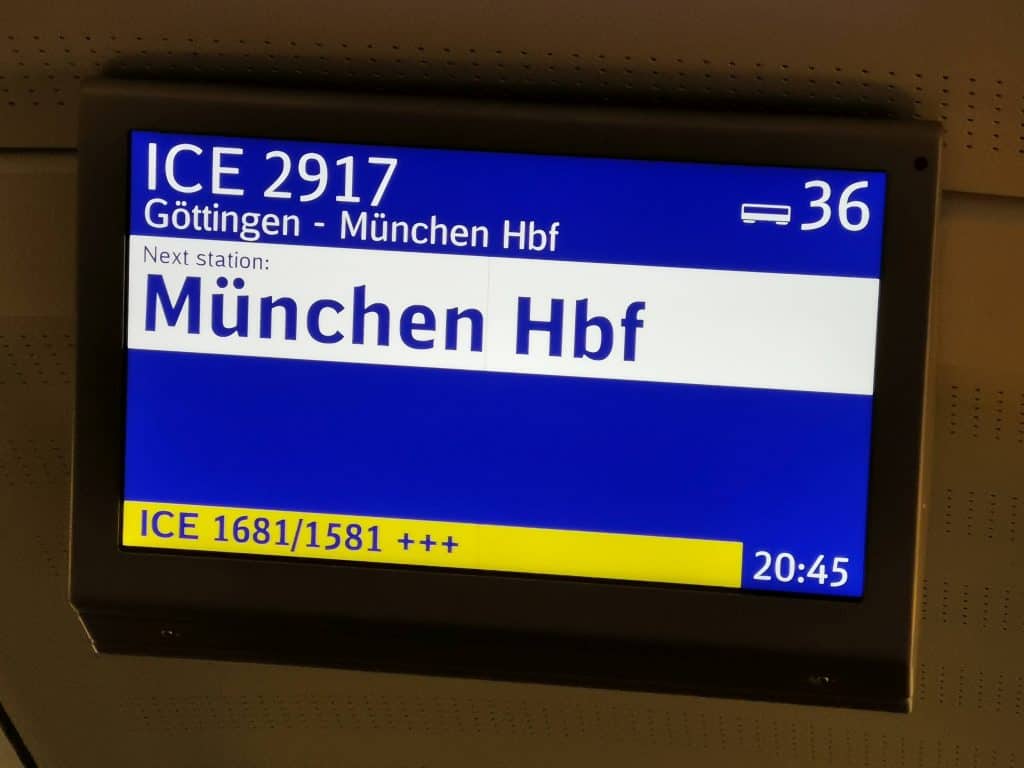 ICE 2917
36
Göttingen - München Hbf
Next station:
München Hbf
ICE 1681/1581 +++
20:45